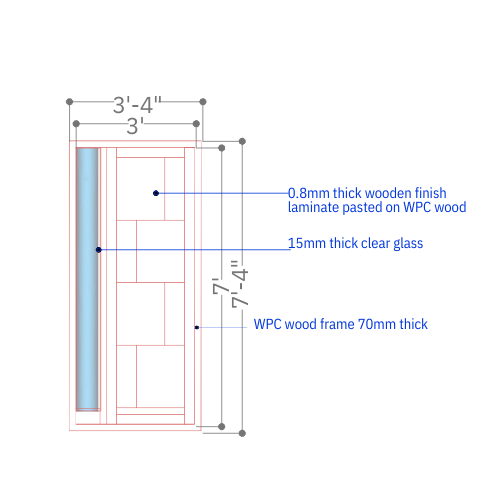 3'-4"
3'
0.8mm thick wooden finish
laminate pasted on WPC wood
15mm thick clear glass
7'
7'-4"
WPC wood frame 70mm thick